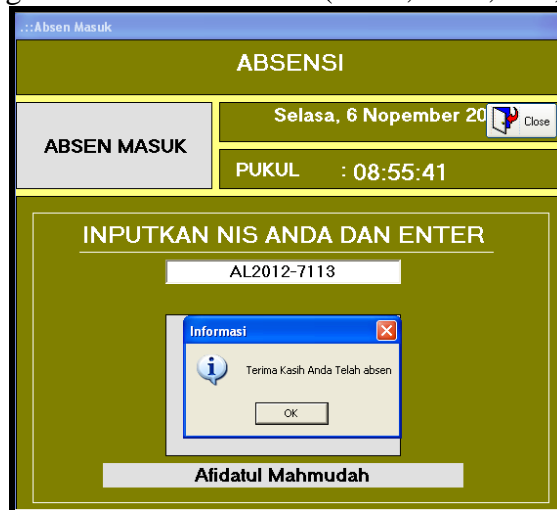 .::Absen Masuk
ABSENSI
Selasa, 6 Nopember 20
Close
ABSEN MASUK
PUKUL : 08:55:41
INPUTKAN NIS ANDA DAN ENTER
AL2012-7113
Informasi
Terima Kasih Anda Telah absen
OK
Afidatul Mahmudah